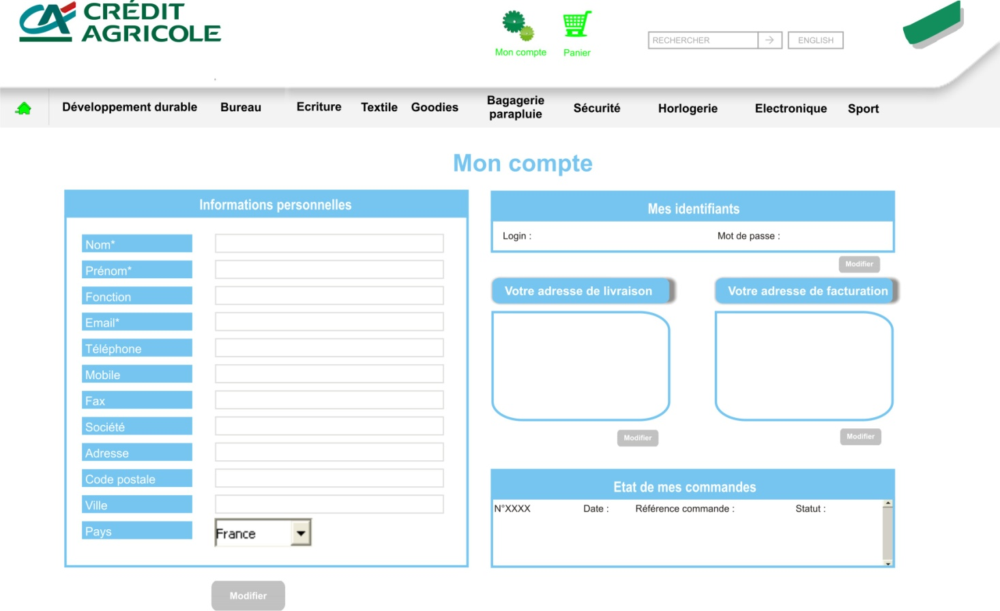 CRÉDIT
AGRICOLE
Mon compte
Panier
RECHERCHER
ENGLISH
Développement durable
Bureau
Ecriture
Textile
Goodies
Bagagerie
parapluie
Sécurité
Horlogerie
Electronique
Sport
Mon compte
Informations personnelles
Nom*
Prénom*
Fonction
Email*
Téléphone
Mobile
Fax
Société
Adresse
Code postale
Ville
Pays
France
Modifier
Mes identifiants
Login :
Mot de passe :
Modifier
Votre adresse de livraison
Votre adresse de facturation
Modifier
Modifier
Etat de mes commandes
N°XXXX
Date :
Référence commande :
Statut :